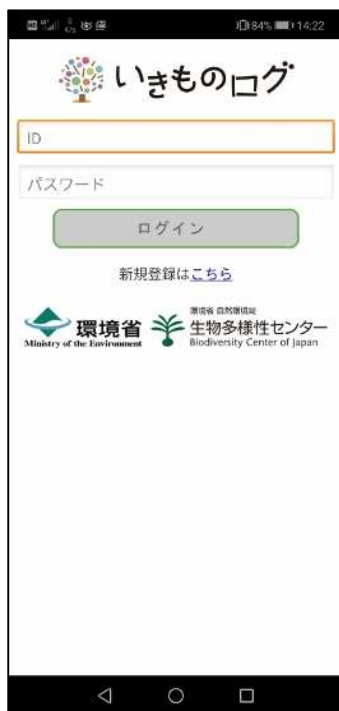 84% 14:22
いきものログ
ID
パスワード
ログイン
新規登録はこちら
環境省
Ministry of the Environment
環境省 自然環境局
生物多様性センター
Biodiversity Center of Japan